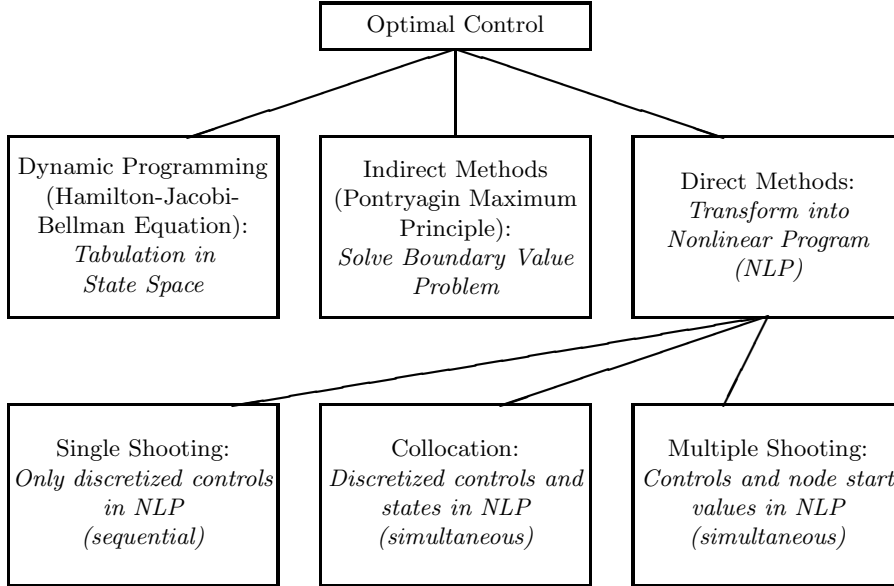 Optimal Control
Dynamic Programming
(Hamilton-Jacobi-
Bellman Equation):
Tabulation in
State Space
Indirect Methods
(Pontryagin Maximum
Principle):
Solve Boundary Value
Problem
Direct Methods:
Transform into
Nonlinear Program
(NLP)
Single Shooting:
Only discretized controls
in NLP
(sequential)
Collocation:
Discretized controls and
states in NLP
(simultaneous)
Multiple Shooting:
Controls and node start
values in NLP
(simultaneous)